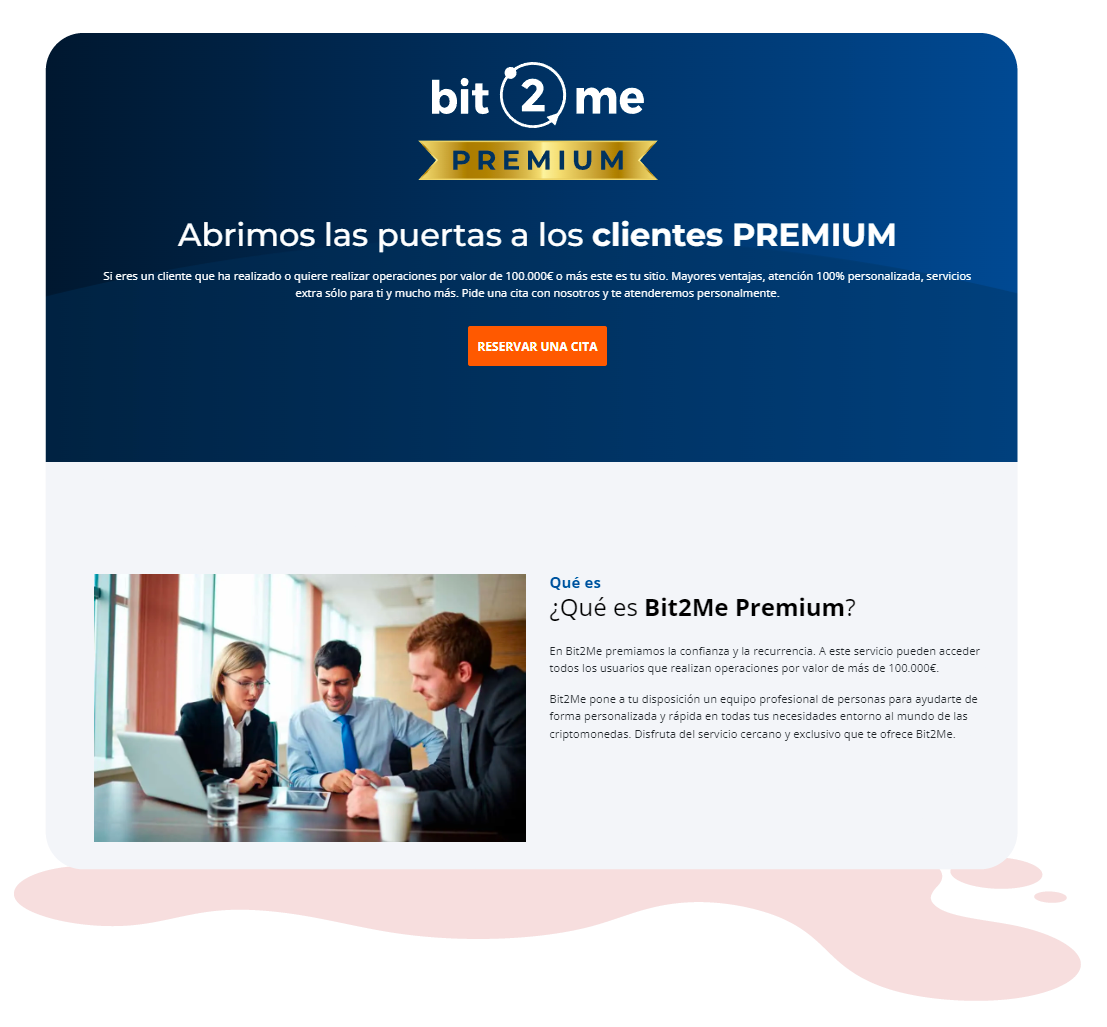 bit 2 me
PREMIUM
Abrimos las puertas a los clientes PREMIUM
Si eres un cliente que ha realizado o quiere realizar operaciones por valor de 100.000€ o más este es tu sitio. Mayores ventajas, atención 100% personalizada, servicios
extra sólo para ti y mucho más. Pide una cita con nosotros y te atenderemos personalmente.
RESERVAR UNA CITA
Qué es
¿Qué es Bit2Me Premium?
En Bit2Me premiamos la confianza y la recurrencia. A este servicio pueden acceder
todos los usuarios que realizan operaciones por valor de más de 100.000€.
Bit2Me pone a tu disposición un equipo profesional de personas para ayudarte de
forma personalizada y rápida en todas tus necesidades entorno al mundo de las
criptomonedas. Disfruta del servicio cercano y exclusivo que te ofrece Bit2Me.